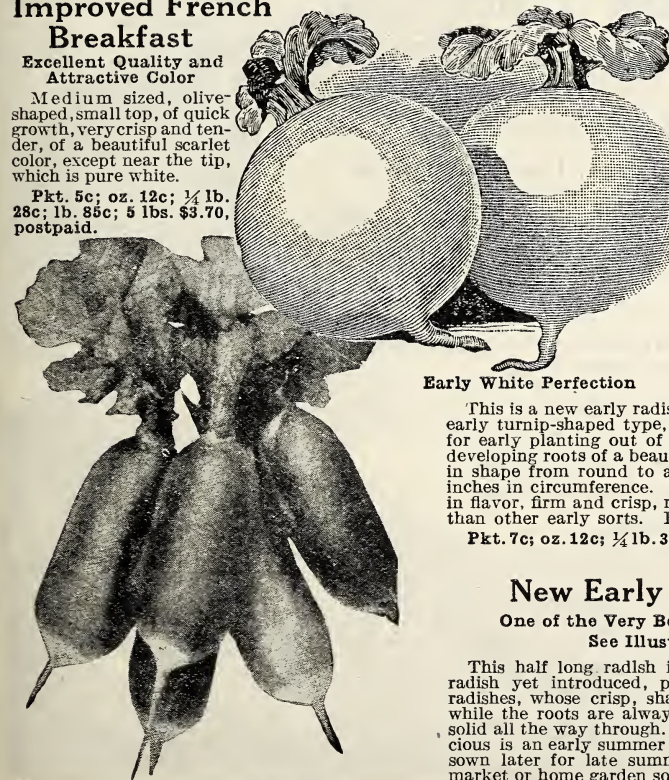 Improved French
Breakfast
Excellent Quality and
Attractive Color
Medium sized, olive-
shaped, small top, of quick
growth, very crisp and ten-
der, of a beautiful scarlet
color, except near the tip,
which is pure white.
Pkt. 5c; oz. 12c; ¼ lb.
28c; lb. 85c; 5 lbs. $3.70,
postpaid.
Early White Perfection
This is a new early radis
early turnip-shaped type,
for early planting out of
developing roots of a beau
in shape from round to a
inches in circumference.
in flavor, firm and crisp,
than other early sorts.
Pkt. 7c; oz. 12c; ¼ lb. 3
New Early
One of the Very Be
See Illus
This half long radish i
radish yet introduced, p
radishes, whose crisp, sha
while the roots are alway
solid all the way through.
cious is an early summer
sown later for late summ
market or home garden so